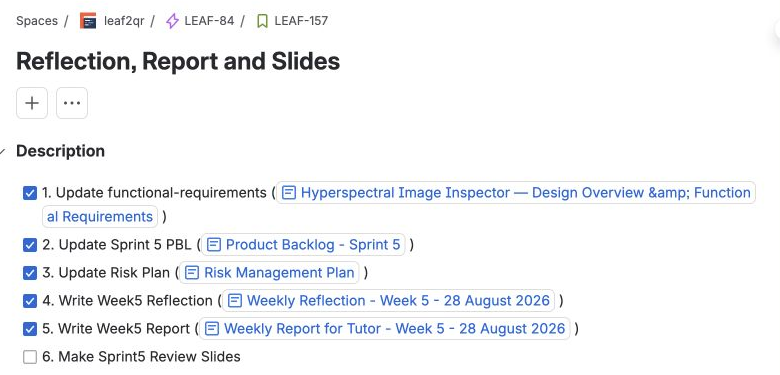 Spaces / leaf2qr / LEAF-84 / LEAF-157
Reflection, Report and Slides
Description
1. Update functional-requirements ( Hyperspectral Image Inspector — Design Overview &amp; Function
al Requirements )
2. Update Sprint 5 PBL ( Product Backlog - Sprint 5 )
3. Update Risk Plan ( Risk Management Plan )
4. Write Week5 Reflection ( Weekly Reflection - Week 5 - 28 August 2026 )
5. Write Week5 Report ( Weekly Report for Tutor - Week 5 - 28 August 2026 )
6. Make Sprint5 Review Slides